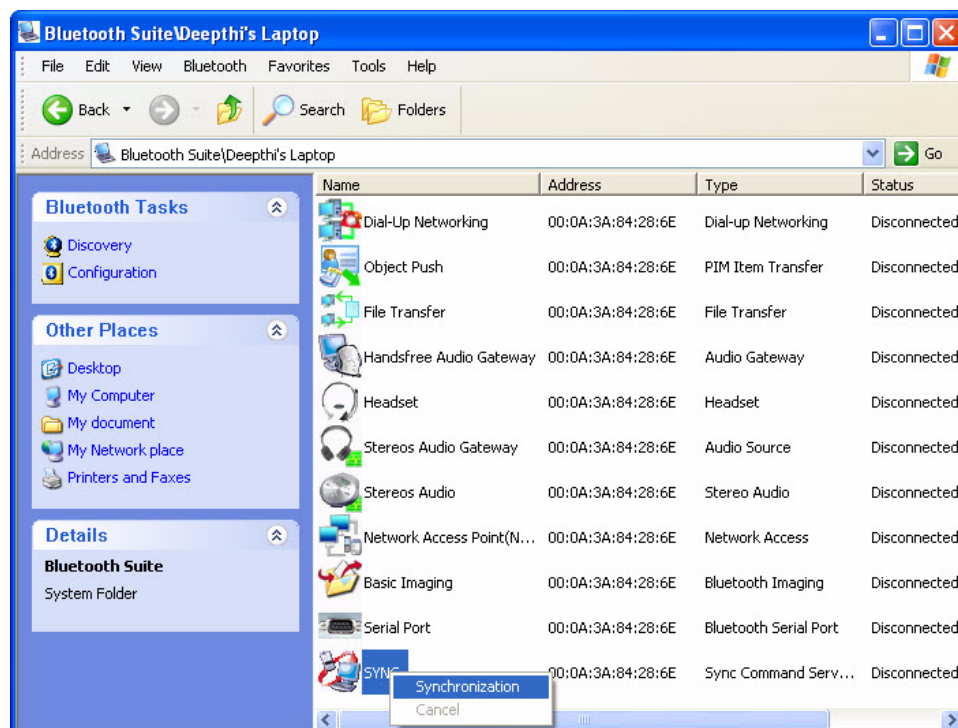 Bluetooth Suite\Deepthi's Laptop
File Edit View Bluetooth Favorites Tools Help
Back Search Folders
Address Bluetooth Suite\Deepthi's Laptop Go
Bluetooth Tasks
Discovery
Configuration
Other Places
Desktop
My Computer
My document
My Network place
Printers and Faxes
Details
Bluetooth Suite
System Folder
Name Address Type Status
Dial-Up Networking 00:0A:3A:84:28:6E Dial-up Networking Disconnected
Object Push 00:0A:3A:84:28:6E PIM Item Transfer Disconnected
File Transfer 00:0A:3A:84:28:6E File Transfer Disconnected
Handsfree Audio Gateway 00:0A:3A:84:28:6E Audio Gateway Disconnected
Headset 00:0A:3A:84:28:6E Headset Disconnected
Stereos Audio Gateway 00:0A:3A:84:28:6E Audio Source Disconnected
Stereos Audio 00:0A:3A:84:28:6E Stereo Audio Disconnected
Network Access Point(N... 00:0A:3A:84:28:6E Network Access Disconnected
Basic Imaging 00:0A:3A:84:28:6E Bluetooth Imaging Disconnected
Serial Port 00:0A:3A:84:28:6E Bluetooth Serial Port Disconnected
SYNC 00:0A:3A:84:28:6E Sync Command Serv... Disconnected
Synchronization
Cancel